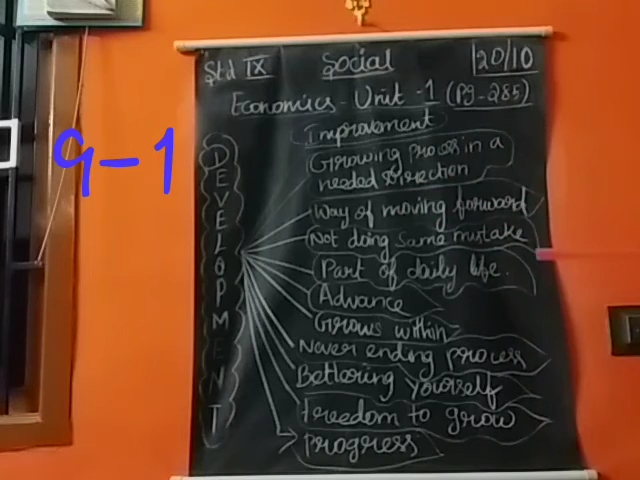 Std IX Social 20/10
Economics - Unit - 1 (Pg - 285)
9-1
DEVELOPMENT
Improvement
Growing process in a
needed Direction
Way of moving forward
Not doing same mistake
Part of daily life.
Advance
Grows within
Never ending process
Bettering yourself
freedom to grow
progress